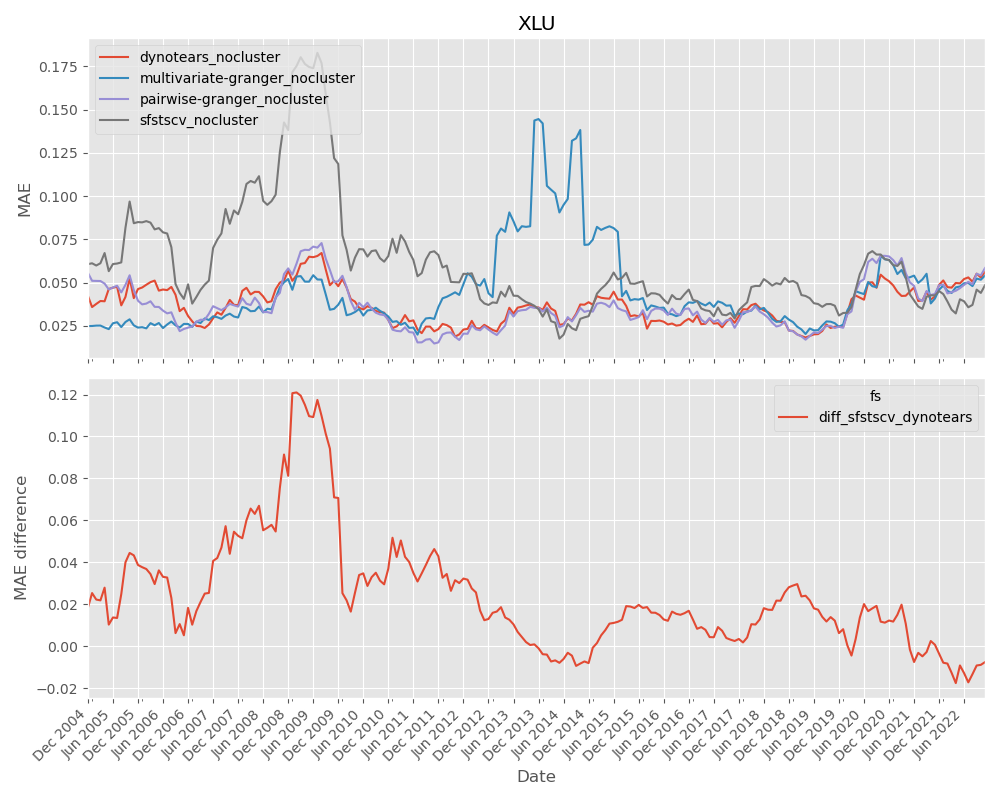 XLU
dynotears_nocluster
multivariate-granger_nocluster
pairwise-granger_nocluster
sfstscv_nocluster
0.175
0.150
0.125
0.100
0.075
0.050
0.025
MAE
fs
diff_sfstscv_dynotears
0.12
0.10
0.08
0.06
0.04
0.02
0.00
−0.02
MAE difference
Dec 2004
Jun 2005
Dec 2005
Jun 2006
Dec 2006
Jun 2007
Dec 2007
Jun 2008
Dec 2008
Jun 2009
Dec 2009
Jun 2010
Dec 2010
Jun 2011
Dec 2011
Jun 2012
Dec 2012
Jun 2013
Dec 2013
Jun 2014
Dec 2014
Jun 2015
Dec 2015
Jun 2016
Dec 2016
Jun 2017
Dec 2017
Jun 2018
Dec 2018
Jun 2019
Dec 2019
Jun 2020
Dec 2020
Jun 2021
Dec 2021
Jun 2022
Date